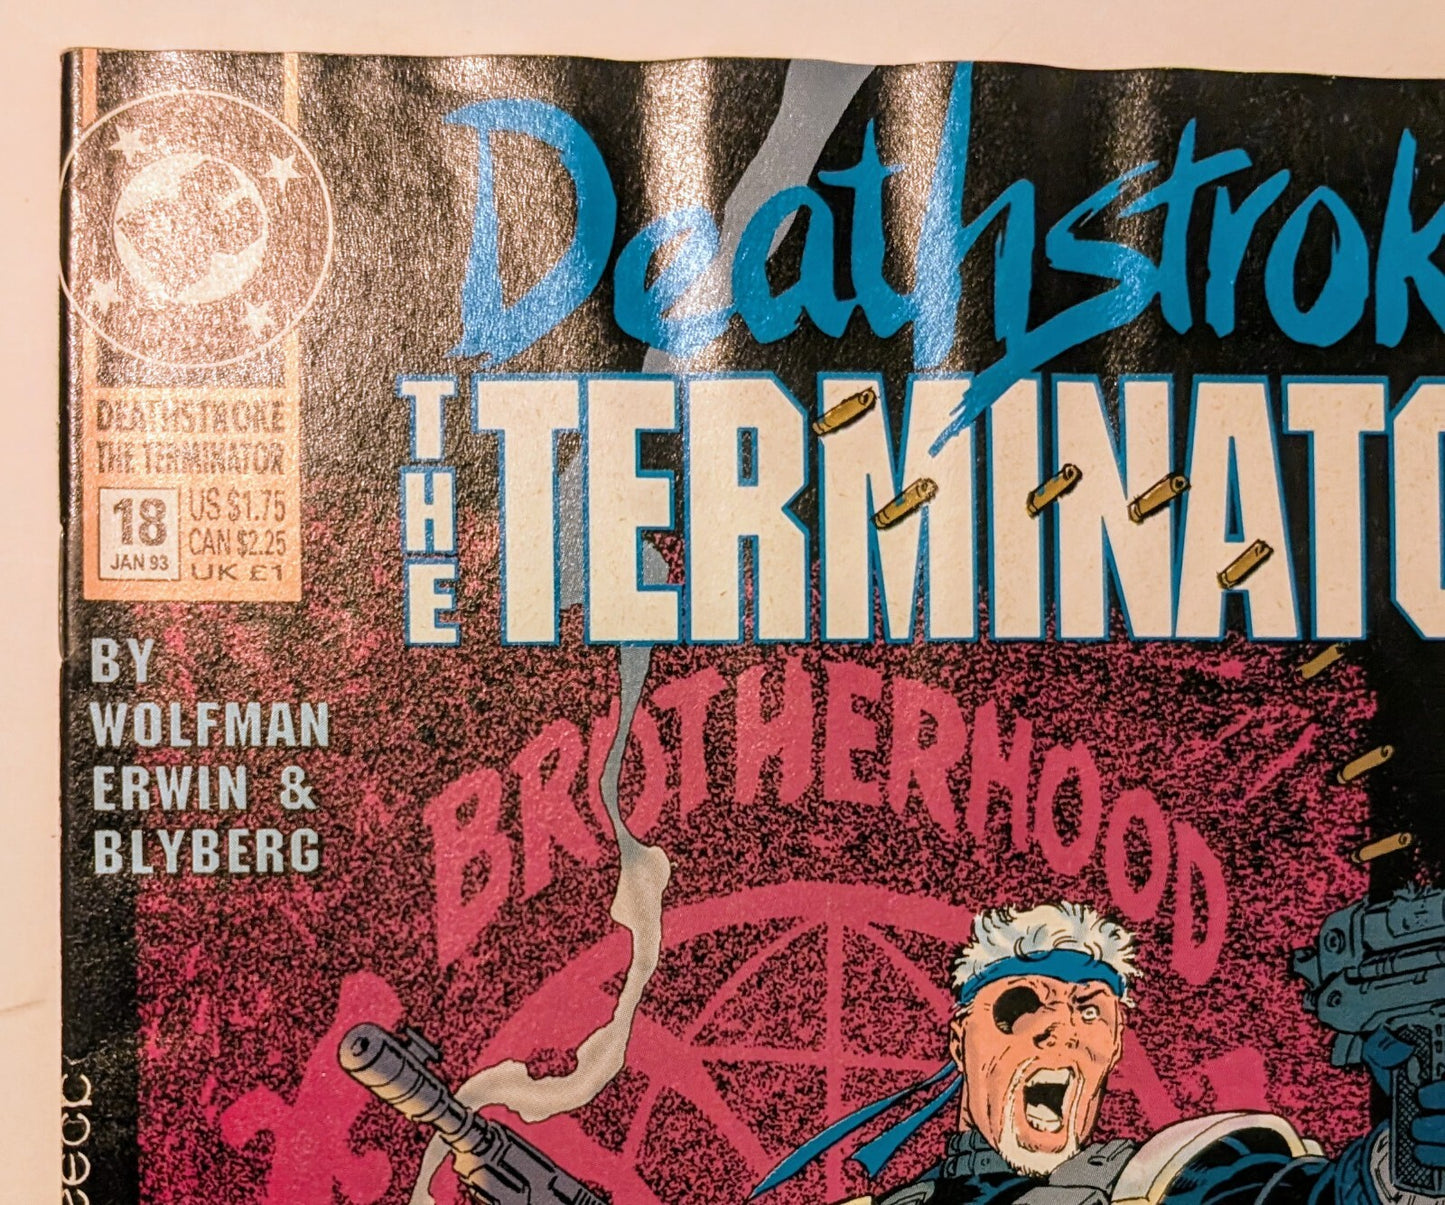 Deathstrok
THE TERMINATO
DEATHSTROKE
THE TERMINATOR
18
JAN 93
US $1.75
CAN $2.25
UK £1
BY
WOLFMAN
ERWIN &
BLYBERG
BROTHERHOOD